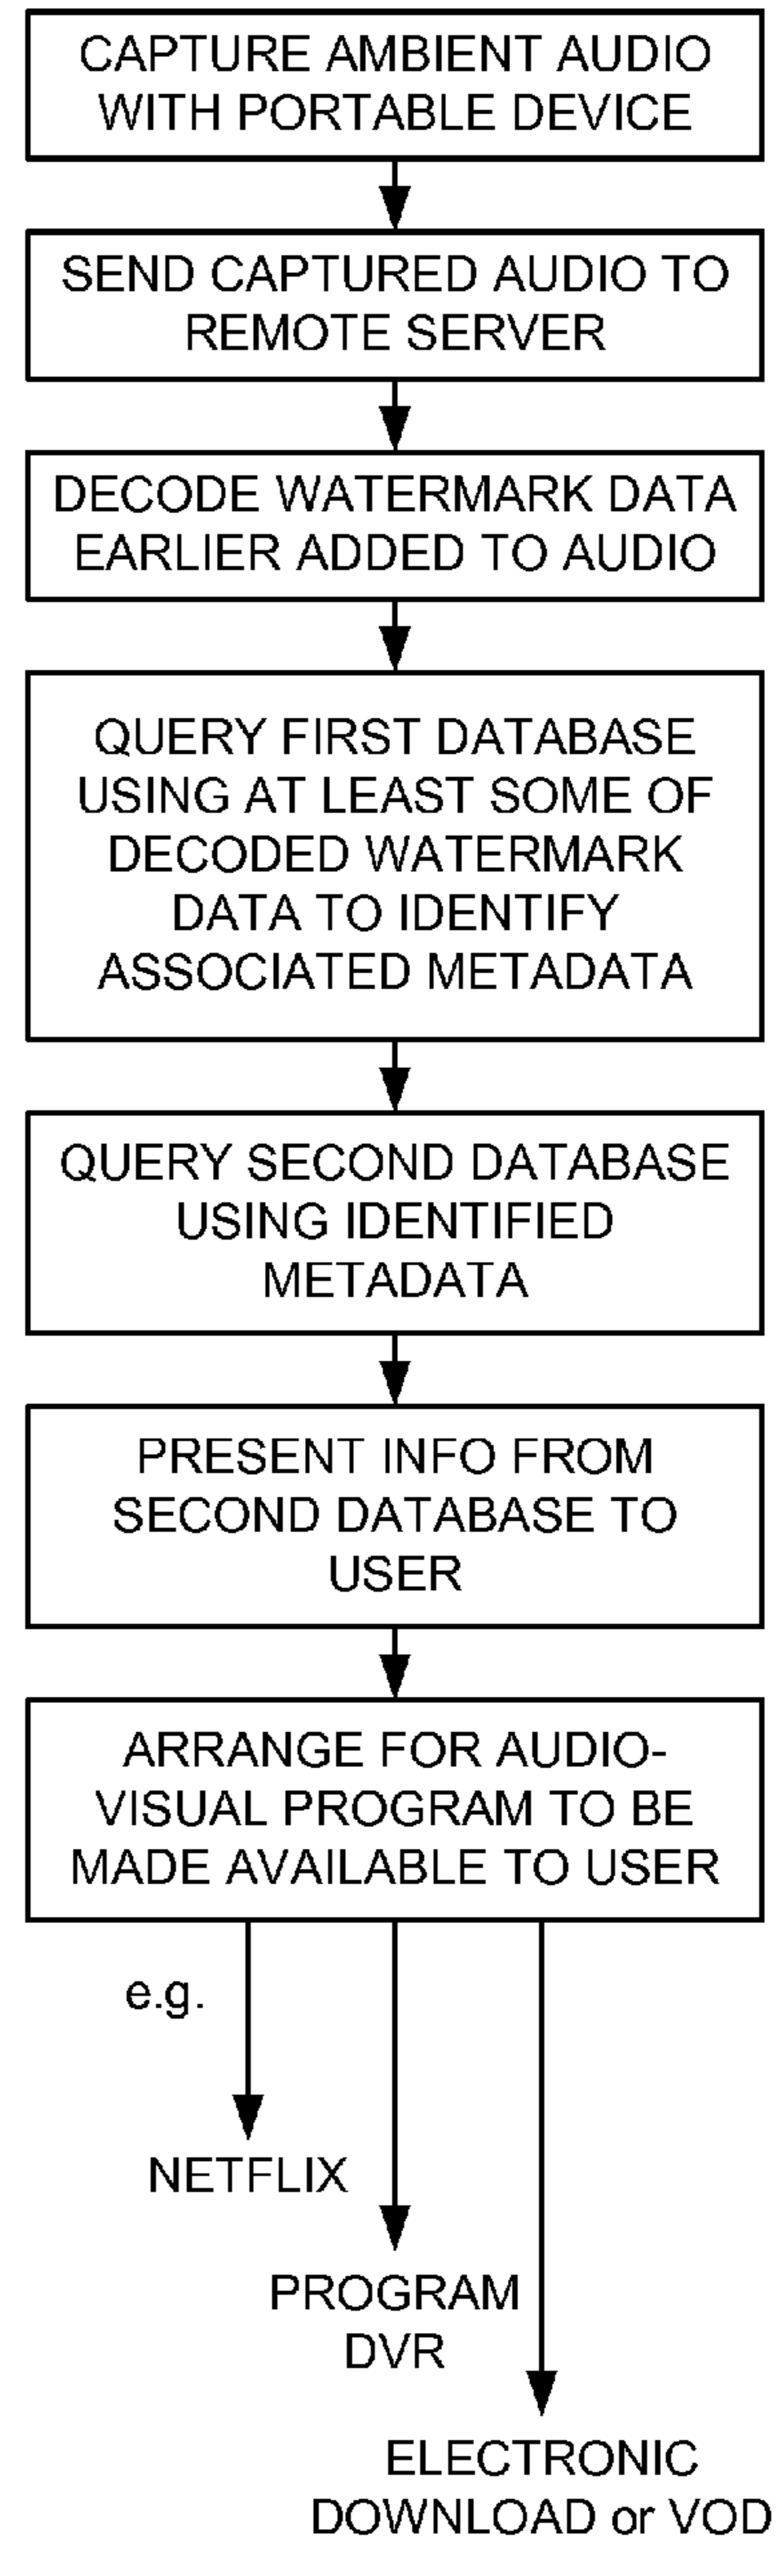 CAPTURE AMBIENT AUDIO
WITH PORTABLE DEVICE
SEND CAPTURED AUDIO TO
REMOTE SERVER
DECODE WATERMARK DATA
EARLIER ADDED TO AUDIO
QUERY FIRST DATABASE
USING AT LEAST SOME OF
DECODED WATERMARK
DATA TO IDENTIFY
ASSOCIATED METADATA
QUERY SECOND DATABASE
USING IDENTIFIED
METADATA
PRESENT INFO FROM
SECOND DATABASE TO
USER
ARRANGE FOR AUDIO-
VISUAL PROGRAM TO BE
MADE AVAILABLE TO USER
e.g.
NETFLIX
PROGRAM
DVR
ELECTRONIC
DOWNLOAD or VOD